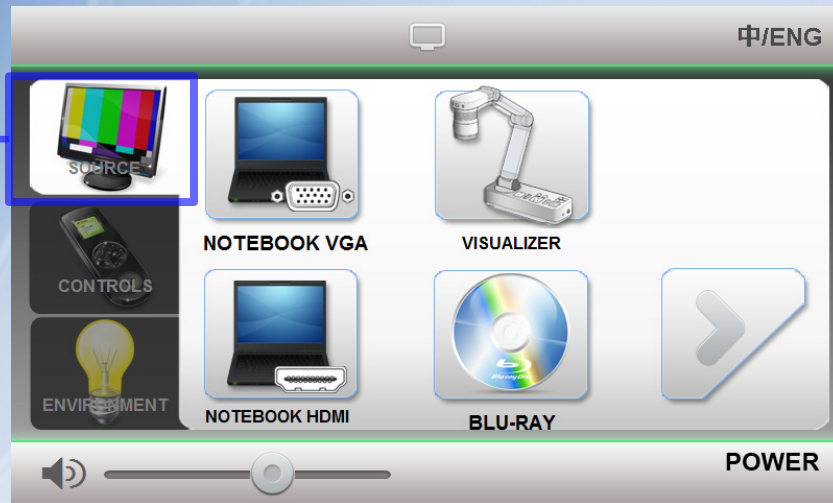 中/ENG
SOURCE
NOTEBOOK VGA
VISUALIZER
CONTROLS
NOTEBOOK HDMI
BLU-RAY
ENVIRONMENT
POWER